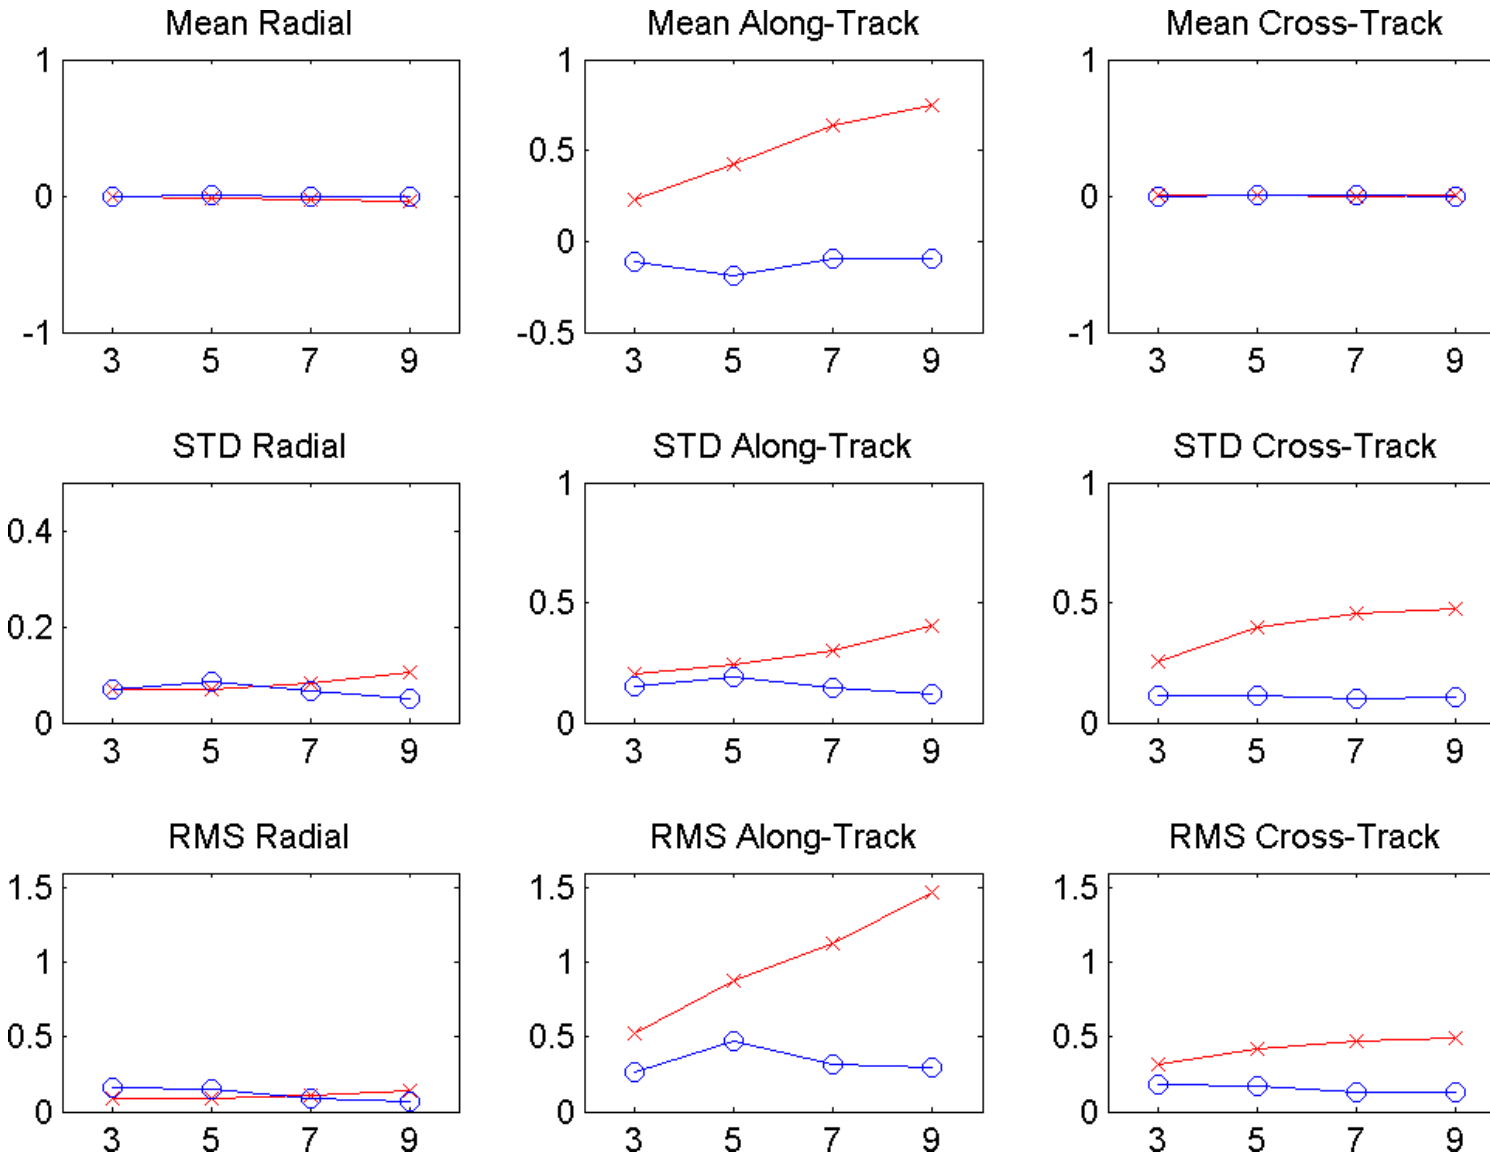 Mean Radial
Mean Along-Track
Mean Cross-Track
1
0
-1
3 5 7 9
1
0.5
0
-0.5
3 5 7 9
1
0
-1
3 5 7 9
STD Radial
STD Along-Track
STD Cross-Track
0.4
0.2
0
3 5 7 9
1
0.5
0
3 5 7 9
1
0.5
0
3 5 7 9
RMS Radial
RMS Along-Track
RMS Cross-Track
1.5
1
0.5
0
3 5 7 9
1.5
1
0.5
0
3 5 7 9
1.5
1
0.5
0
3 5 7 9